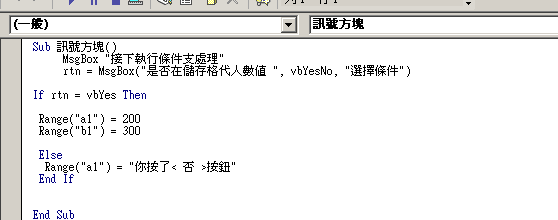 (一般)
訊號方塊
Sub 訊號方塊()
MsgBox "接下執行條件支處理"
rtn = MsgBox("是否在儲存格代人數值 ", vbYesNo, "選擇條件")
If rtn = vbYes Then
Range("a1") = 200
Range("b1") = 300
Else
Range("a1") = "你按了< 否 >按鈕"
End If
End Sub